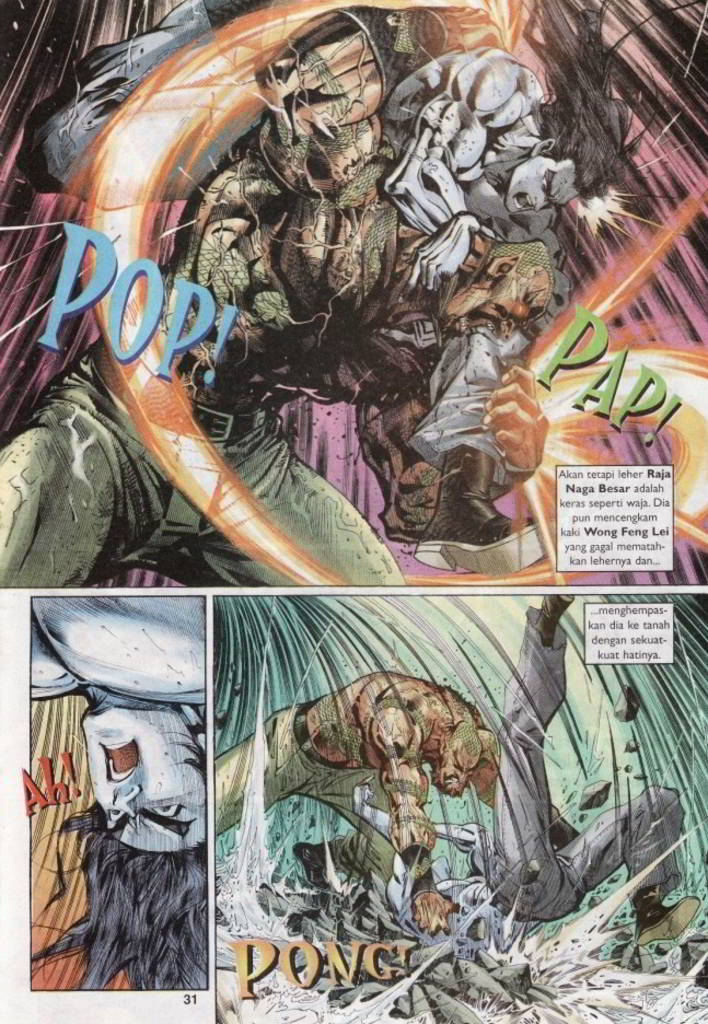 POP!
PAP!
Akan tetapi leher Raja
Naga Besar adalah
keras seperti waja. Dia
pun mencengkam
kaki Wong Feng Lei
yang gagal mematah-
kan lehernya dan...
...menghempas-
kan dia ke tanah
dengan sekuat-
kuat hatinya.
Ah!
PONG!
31